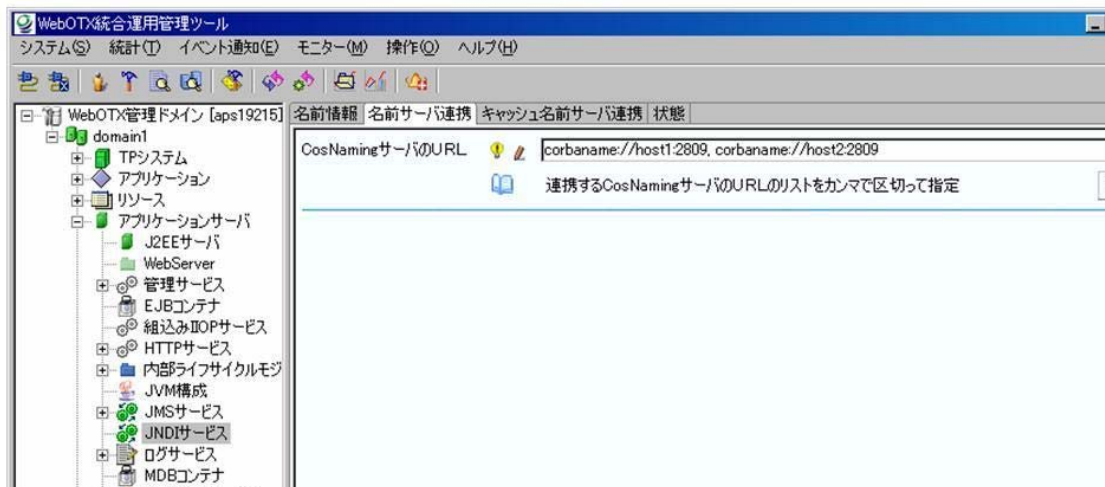 WebOTX統合運用管理ツール
システム(S) 統計(T) イベント通知(E) モニター(M) 操作(O) ヘルプ(H)
WebOTX管理ドメイン [aps19215]
domain1
TPシステム
アプリケーション
リソース
アプリケーションサーバ
J2EEサーバ
WebServer
管理サービス
EJBコンテナ
組込みIIOPサービス
HTTPサービス
内部ライフサイクルモジ
JVM構成
JMSサービス
JNDIサービス
ログサービス
MDBコンテナ
名前情報 名前サーバ連携 キャッシュ名前サーバ連携 状態
CosNamingサーバのURL corbaname://host1:2809, corbaname://host2:2809
連携するCosNamingサーバのURLのリストをカンマで区切って指定